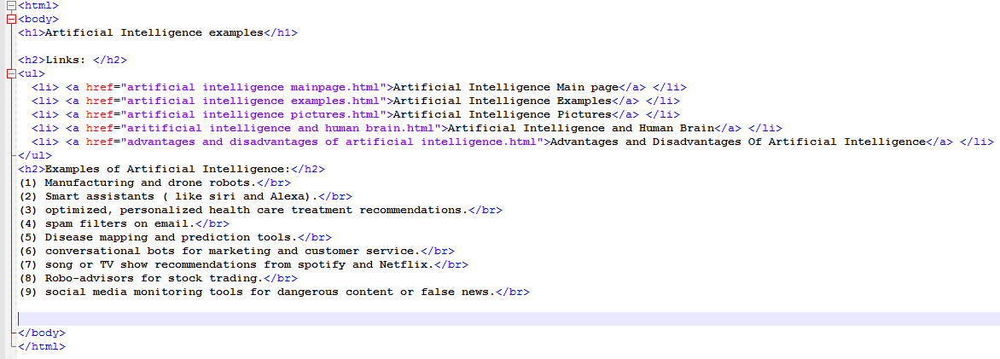 <html>
<body>
<h1>Artificial Intelligence examples</h1>
<h2>Links: </h2>
<ul>
<li> <a href="artificial intelligence mainpage.html">Artificial Intelligence Main page</a> </li>
<li> <a href="artificial intelligence examples.html">Artificial Intelligence Examples</a> </li>
<li> <a href="artificial intelligence pictures.html">Artificial Intelligence Pictures</a> </li>
<li> <a href="aritificial intelligence and human brain.html">Artificial Intelligence and Human Brain</a> </li>
<li> <a href="advantages and disadvantages of artificial intelligence.html">Advantages and Disadvantages Of Artificial Intelligence</a> </li>
</ul>
<h2>Examples of Artificial Intelligence:</h2>
(1) Manufacturing and drone robots.</br>
(2) Smart assistants ( like siri and Alexa).</br>
(3) optimized, personalized health care treatment recommendations.</br>
(4) spam filters on email.</br>
(5) Disease mapping and prediction tools.</br>
(6) conversational bots for marketing and customer service.</br>
(7) song or TV show recommendations from spotify and Netflix.</br>
(8) Robo-advisors for stock trading.</br>
(9) social media monitoring tools for dangerous content or false news.</br>
</body>
</html>